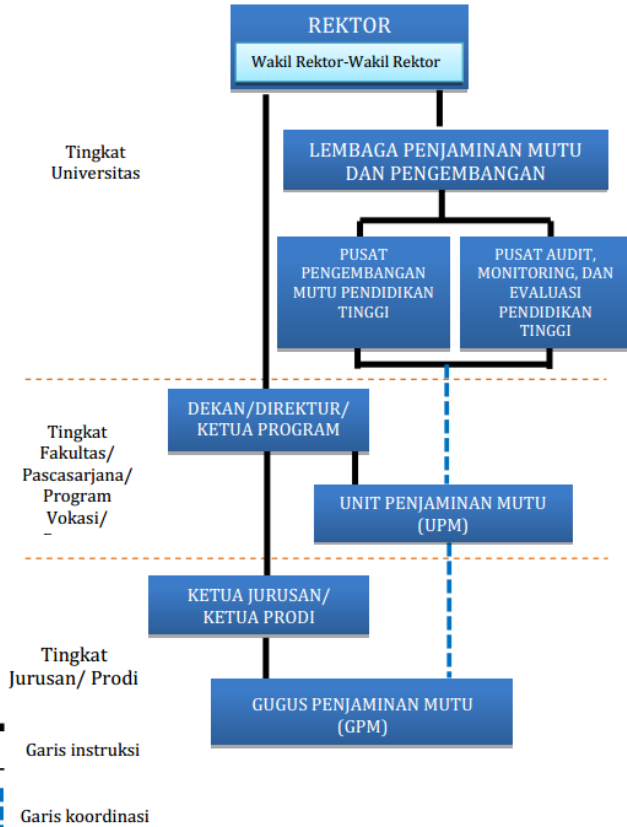 REKTOR
Wakil Rektor-Wakil Rektor
Tingkat
Universitas
LEMBAGA PENJAMINAN MUTU
DAN PENGEMBANGAN
PUSAT
PENGEMBANGAN
MUTU PENDIDIKAN
TINGGI
PUSAT AUDIT,
MONITORING, DAN
EVALUASI
PENDIDIKAN
TINGGI
DEKAN/DIREKTUR/
KETUA PROGRAM
Tingkat
Fakultas/
Pascasarjana/
Program
Vokasi/
UNIT PENJAMINAN MUTU
(UPM)
KETUA JURUSAN/
KETUA PRODI
Tingkat
Jurusan/ Prodi
GUGUS PENJAMINAN MUTU
(GPM)
Garis instruksi
Garis koordinasi